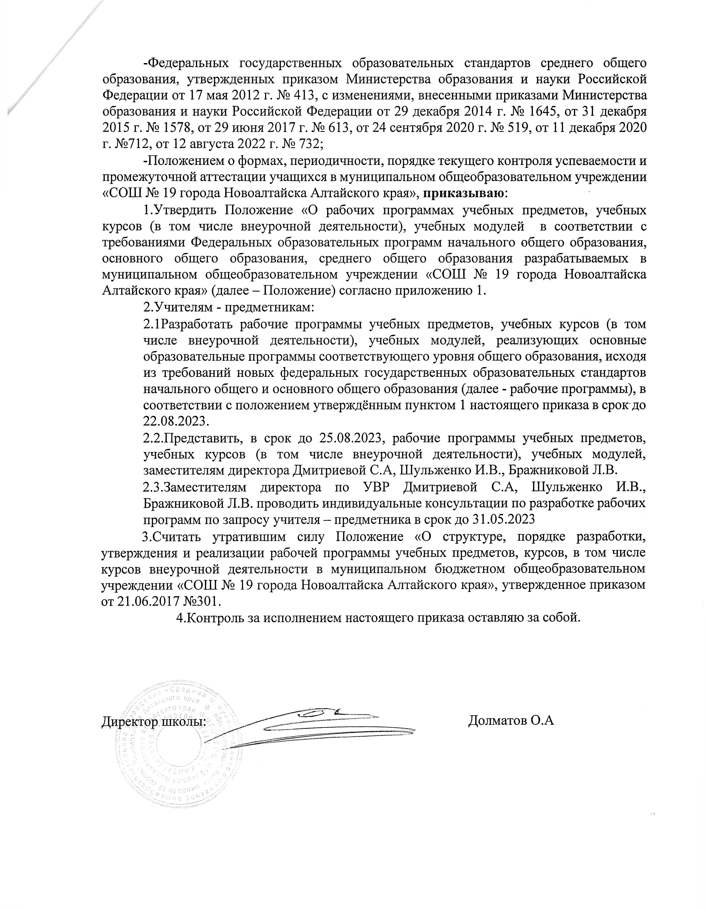 -Федеральных государственных образовательных стандартов среднего общего
образования, утвержденных приказом Министерства образования и науки Российской
Федерации от 17 мая 2012 г. № 413, с изменениями, внесенными приказами Министерства
образования и науки Российской Федерации от 29 декабря 2014 г. № 1645, от 31 декабря
2015 г. № 1578, от 29 июня 2017 г. № 613, от 24 сентября 2020 г. № 519, от 11 декабря 2020
г. №712, от 12 августа 2022 г. № 732;
-Положением о формах, периодичности, порядке текущего контроля успеваемости и
промежуточной аттестации учащихся в муниципальном общеобразовательном учреждении
«СОШ № 19 города Новоалтайска Алтайского края», приказываю:
1.Утвердить Положение «О рабочих программах учебных предметов, учебных
курсов (в том числе внеурочной деятельности), учебных модулей в соответствии с
требованиями Федеральных образовательных программ начального общего образования,
основного общего образования, среднего общего образования разрабатываемых в
муниципальном общеобразовательном учреждении «СОШ № 19 города Новоалтайска
Алтайского края» (далее – Положение) согласно приложению 1.
2.Учителям - предметникам:
2.1Разработать рабочие программы учебных предметов, учебных курсов (в том
числе внеурочной деятельности), учебных модулей, реализующих основные
образовательные программы соответствующего уровня общего образования, исходя
из требований новых федеральных государственных образовательных стандартов
начального общего и основного общего образования (далее - рабочие программы), в
соответствии с положением утверждённым пунктом 1 настоящего приказа в срок до
22.08.2023.
2.2.Представить, в срок до 25.08.2023, рабочие программы учебных предметов,
учебных курсов (в том числе внеурочной деятельности), учебных модулей,
заместителям директора Дмитриевой С.А, Шульженко И.В., Бражниковой Л.В.
2.3.Заместителям директора по УВР Дмитриевой С.А, Шульженко И.В.,
Бражниковой Л.В. проводить индивидуальные консультации по разработке рабочих
программ по запросу учителя – предметника в срок до 31.05.2023
3.Считать утратившим силу Положение «О структуре, порядке разработки,
утверждения и реализации рабочей программы учебных предметов, курсов, в том числе
курсов внеурочной деятельности в муниципальном бюджетном общеобразовательном
учреждении «СОШ № 19 города Новоалтайска Алтайского края», утвержденное приказом
от 21.06.2017 №301.
4.Контроль за исполнением настоящего приказа оставляю за собой.
Директор школы:
Долматов О.А